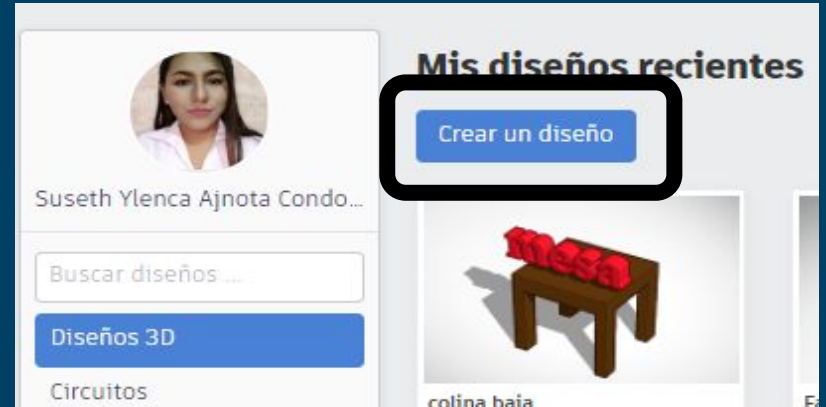 Suseth Ylenca Ajnota Condo...
Buscar diseños ...
Diseños 3D
Circuitos
Mis diseños recientes
Crear un diseño
mesa
colina baja